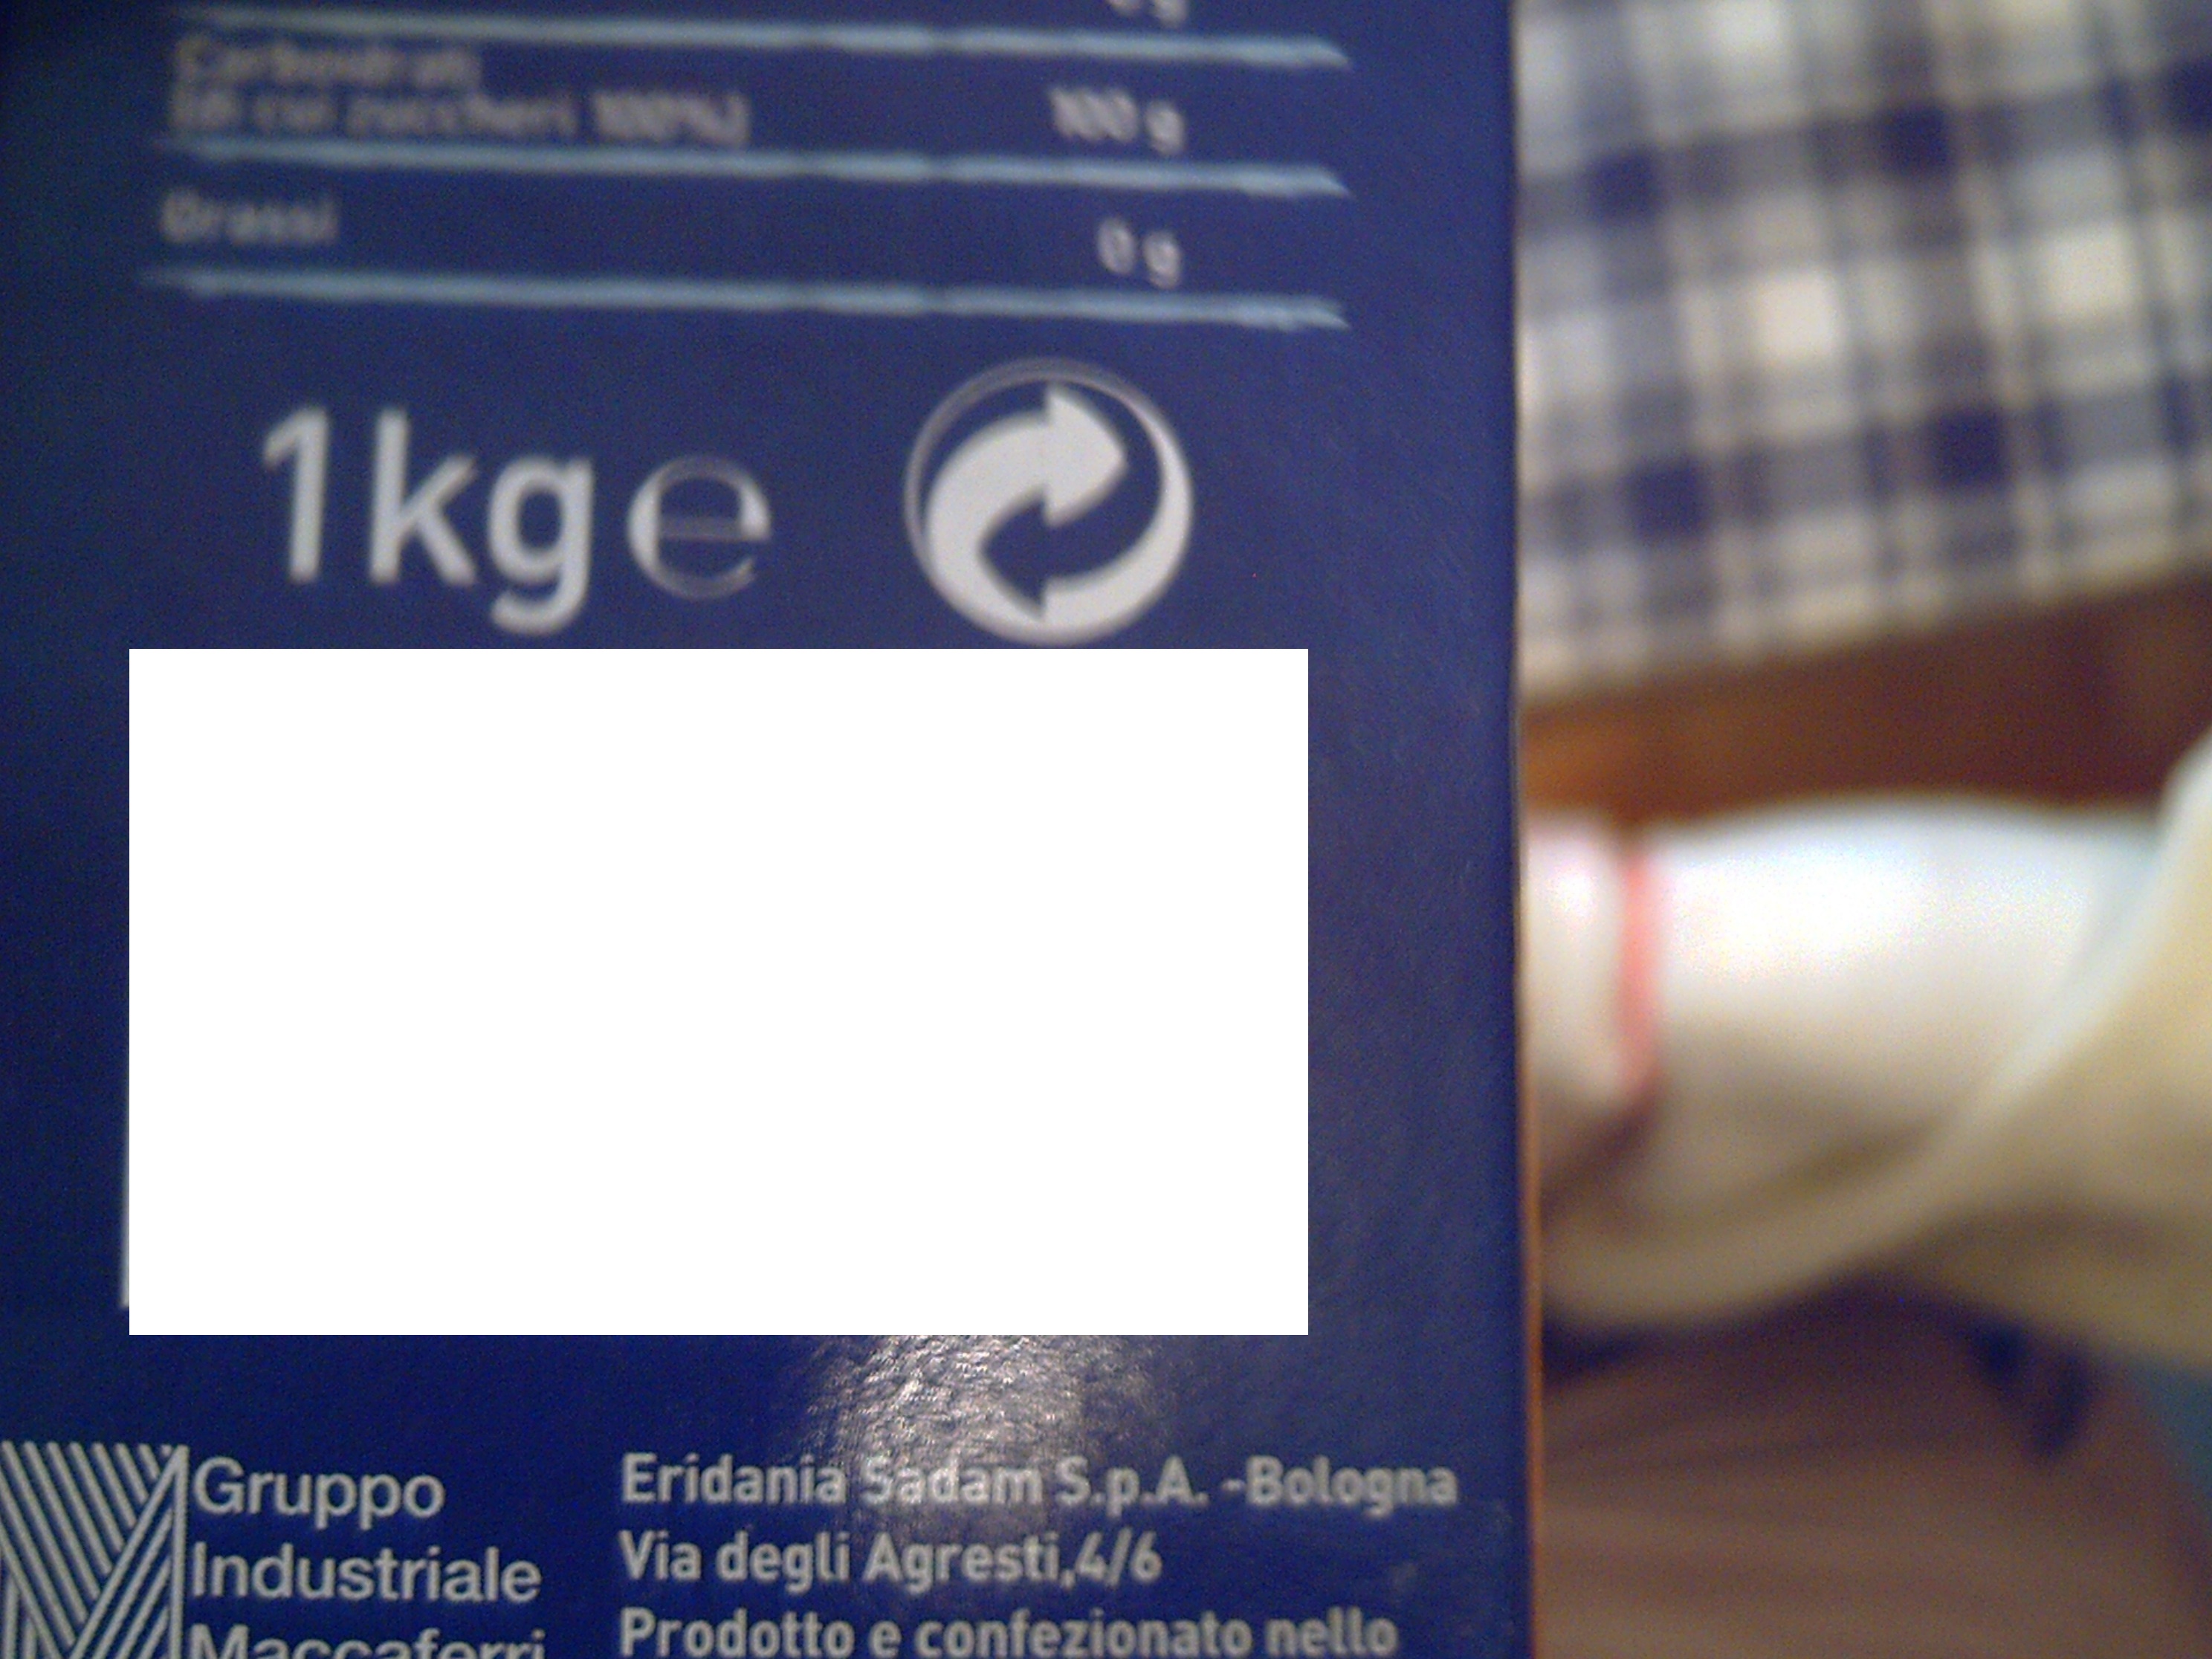 Carboidrati
(di cui zuccheri 100%) 100 g
Grassi 0 g
1kg e
Gruppo
Industriale
Maccaferri
Eridania Sadam S.p.A. -Bologna
Via degli Agresti,4/6
Prodotto e confezionato nello